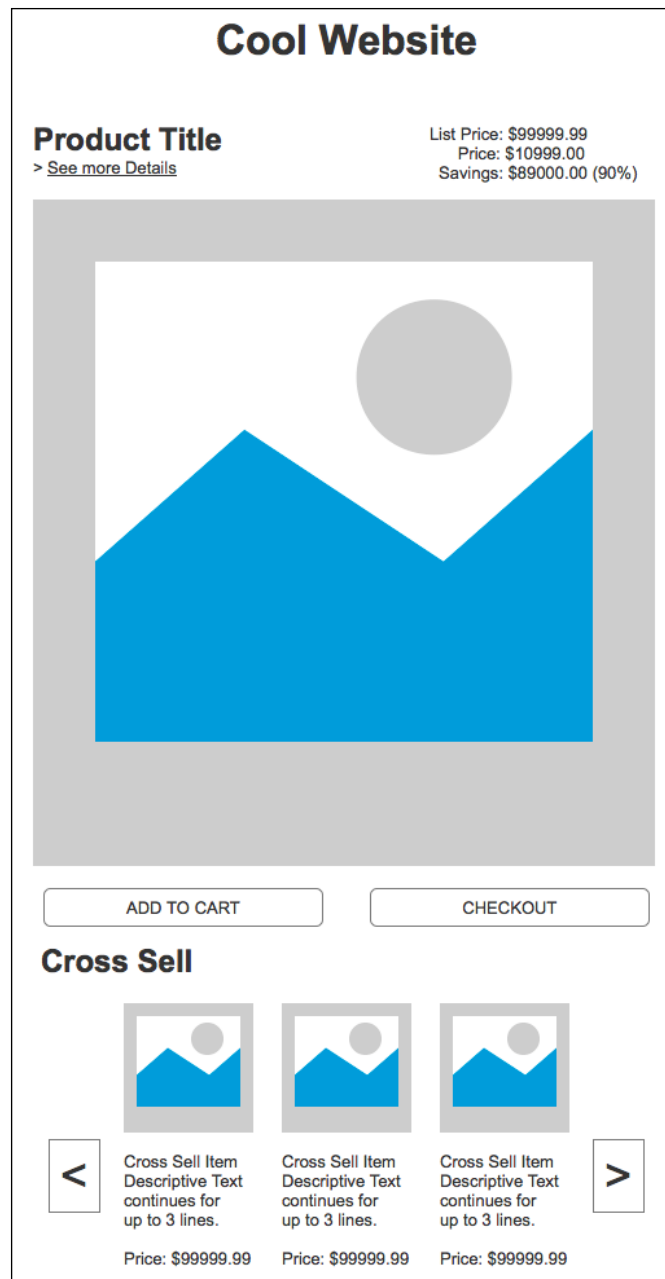 Cool Website
Product Title
> See more Details
List Price: $99999.99
Price: $10999.00
Savings: $89000.00 (90%)
ADD TO CART
CHECKOUT
Cross Sell
<
Cross Sell Item
Descriptive Text
continues for
up to 3 lines.
Price: $99999.99
Cross Sell Item
Descriptive Text
continues for
up to 3 lines.
Price: $99999.99
Cross Sell Item
Descriptive Text
continues for
up to 3 lines.
Price: $99999.99
>